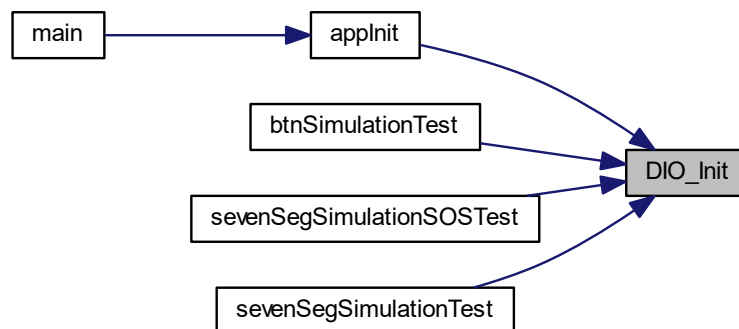 main
appInit
btnSimulationTest
DIO_Init
sevenSegSimulationSOSTest
sevenSegSimulationTest